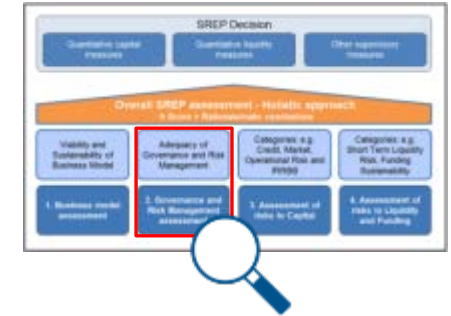 SREP Decision
Quantitative capital
measures
Quantitative liquidity
measures
Other supervisory
measures
Overall SREP assessment - Holistic approach
Viability and
Sustainability of
Business Model
Adequacy of
Governance and Risk
Management
Categories: e.g.
Credit, Market,
Operational Risk and
IRRBB
Categories: e.g.
Short Term Liquidity
Risk, Funding
Sustainability
1. Business model
assessment
2. Governance and
Risk Management
assessment
3. Assessment of
risks to Capital
4. Assessment of
risks to Liquidity
and Funding